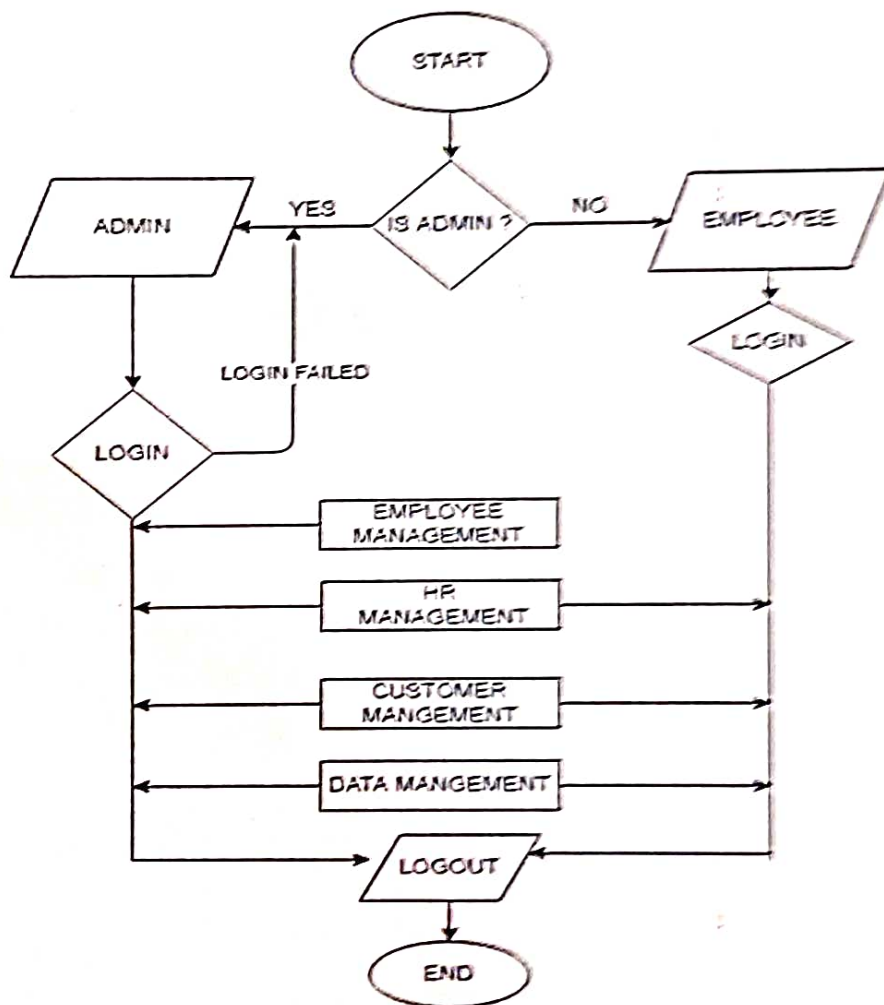 START
IS ADMIN ?
YES
NO
ADMIN
EMPLOYEE
LOGIN
LOGIN FAILED
LOGIN
EMPLOYEE
MANAGEMENT
HR
MANAGEMENT
CUSTOMER
MANGEMENT
DATA MANGEMENT
LOGOUT
END